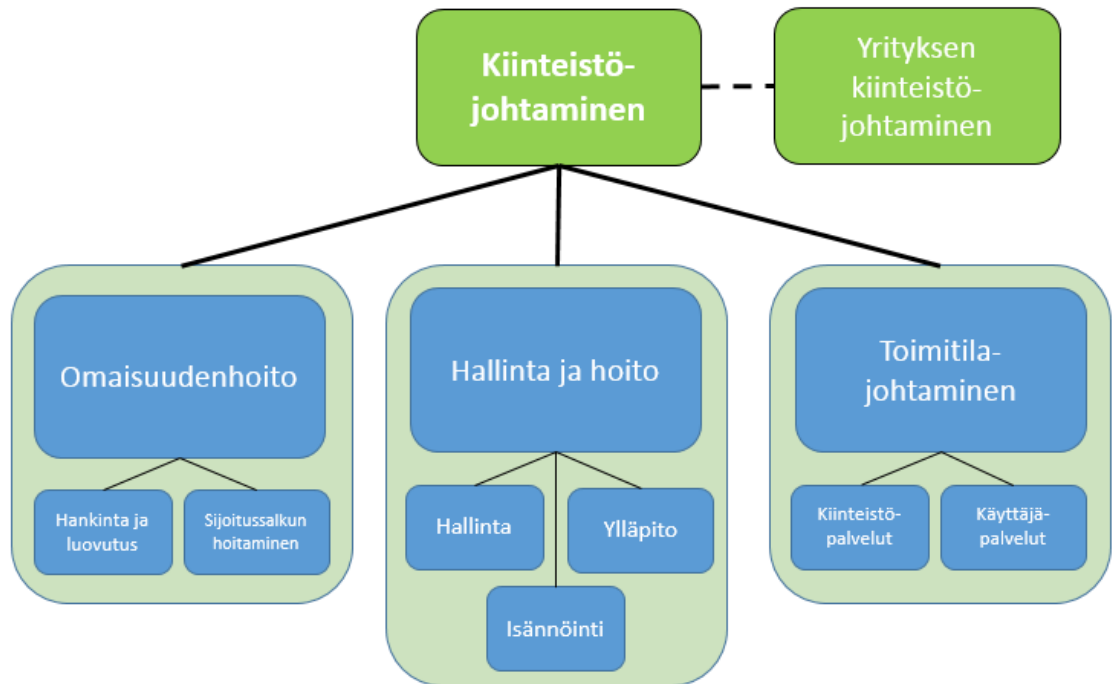 Kiinteistö-
johtaminen
Yrityksen
kiinteistö-
johtaminen
Omaisuudenhoito
Hankinta ja
luovutus
Sijoitussalkun
hoitaminen
Hallinta ja hoito
Hallinta
Ylläpito
Isännöinti
Toimitila-
johtaminen
Kiinteistö-
palvelut
Käyttäjä-
palvelut